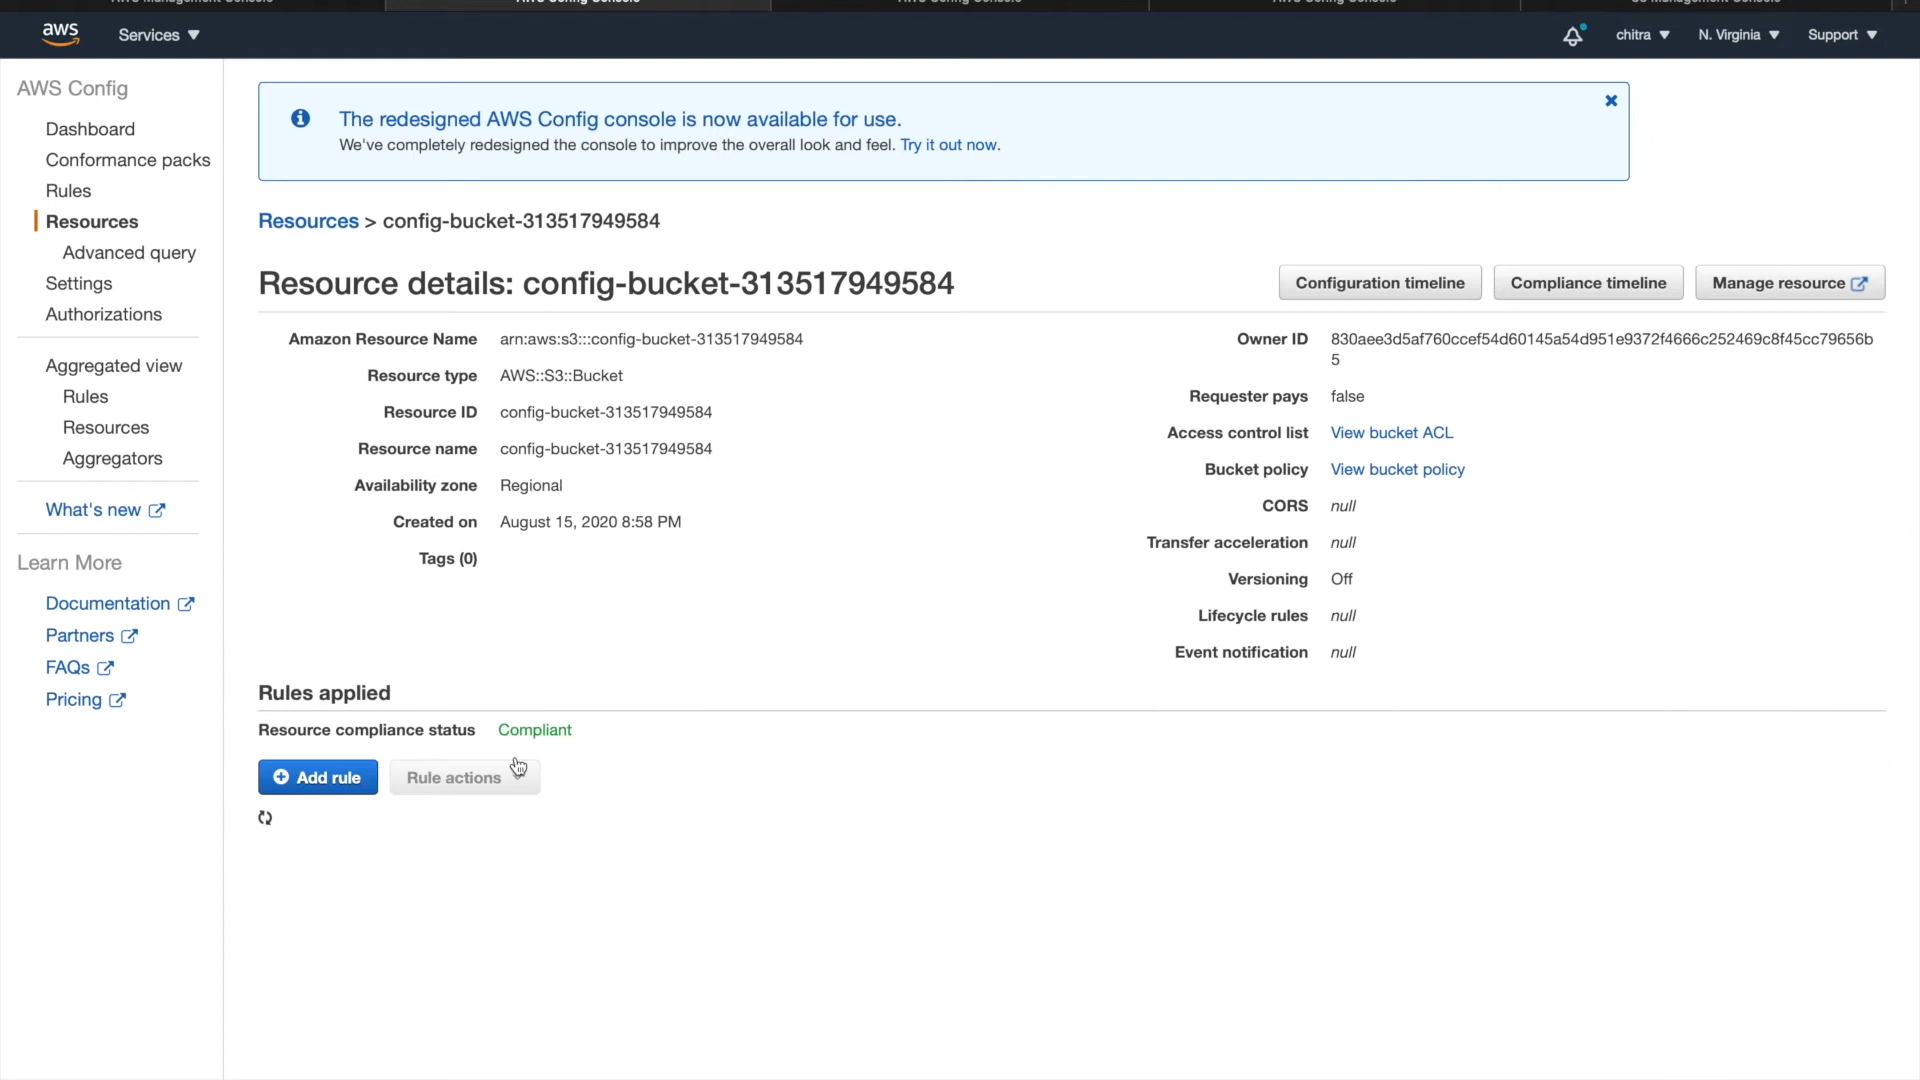 aws
Services
chitra
N. Virginia
Support
AWS Config
Dashboard
Conformance packs
Rules
Resources
Advanced query
Settings
Authorizations
Aggregated view
Rules
Resources
Aggregators
What's new
Learn More
Documentation
Partners
FAQs
Pricing
The redesigned AWS Config console is now available for use.
We've completely redesigned the console to improve the overall look and feel. Try it out now.
Resources > config-bucket-313517949584
Resource details: config-bucket-313517949584
Configuration timeline
Compliance timeline
Manage resource
Amazon Resource Name arn:aws:s3:::config-bucket-313517949584
Resource type AWS::S3::Bucket
Resource ID config-bucket-313517949584
Resource name config-bucket-313517949584
Availability zone Regional
Created on August 15, 2020 8:58 PM
Tags (0)
Owner ID 830aee3d5af760ccef54d60145a54d951e9372f4666c252469c8f45cc79656b
5
Requester pays false
Access control list View bucket ACL
Bucket policy View bucket policy
CORS null
Transfer acceleration null
Versioning Off
Lifecycle rules null
Event notification null
Rules applied
Resource compliance status Compliant
Add rule
Rule actions